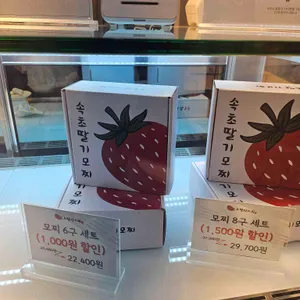 속초딸기모찌
속초딸기모찌
모찌 6구 세트
(1,000원 할인)
22,400원
모찌 8구 세트
(1,500원 할인)
29,700원